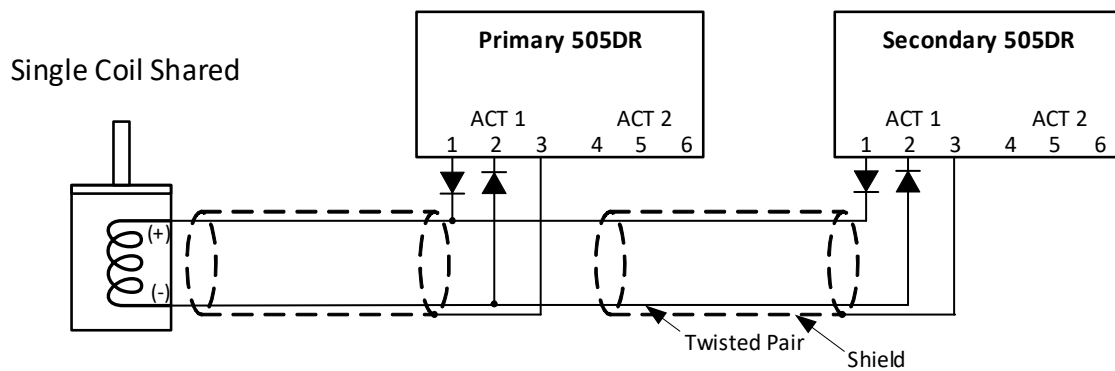 Primary 505DR
Secondary 505DR
Single Coil Shared
ACT 1 ACT 2
1 2 3 4 5 6
ACT 1 ACT 2
1 2 3 4 5 6
(+)
(-)
Twisted Pair
Shield